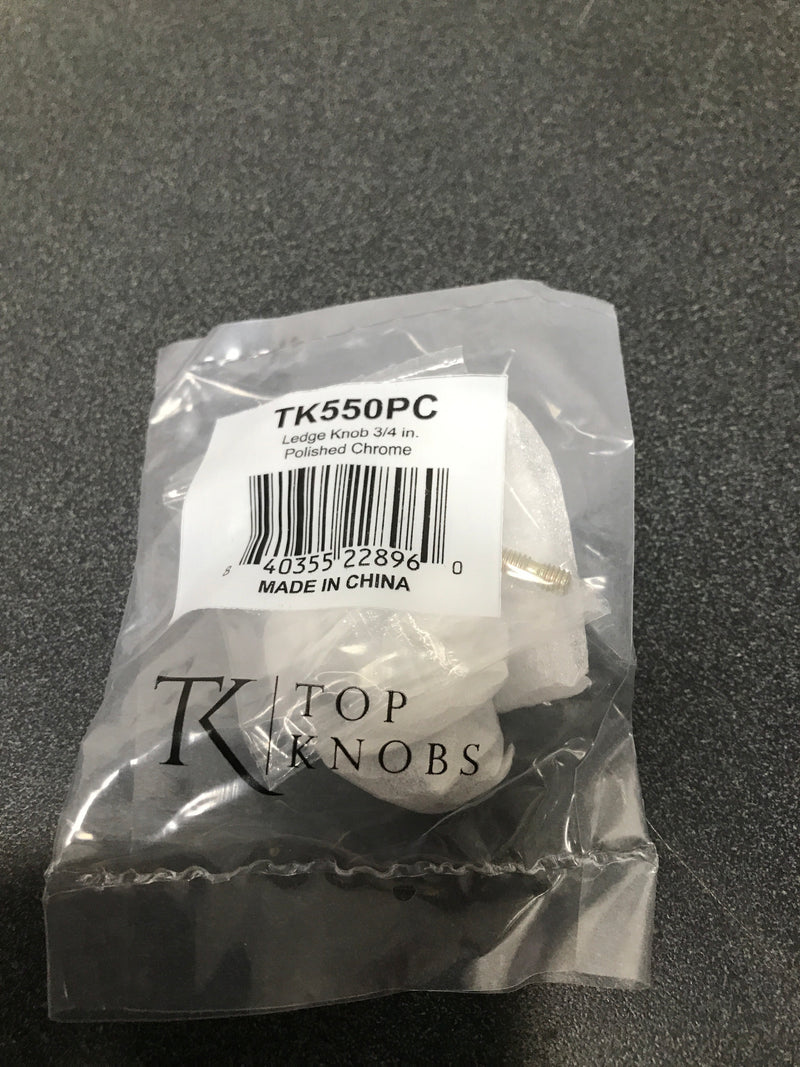 TK550PC
Ledge Knob 3/4 in.
Polished Chrome
8 40355 22896 0
MADE IN CHINA
TK TOP
KNOBS